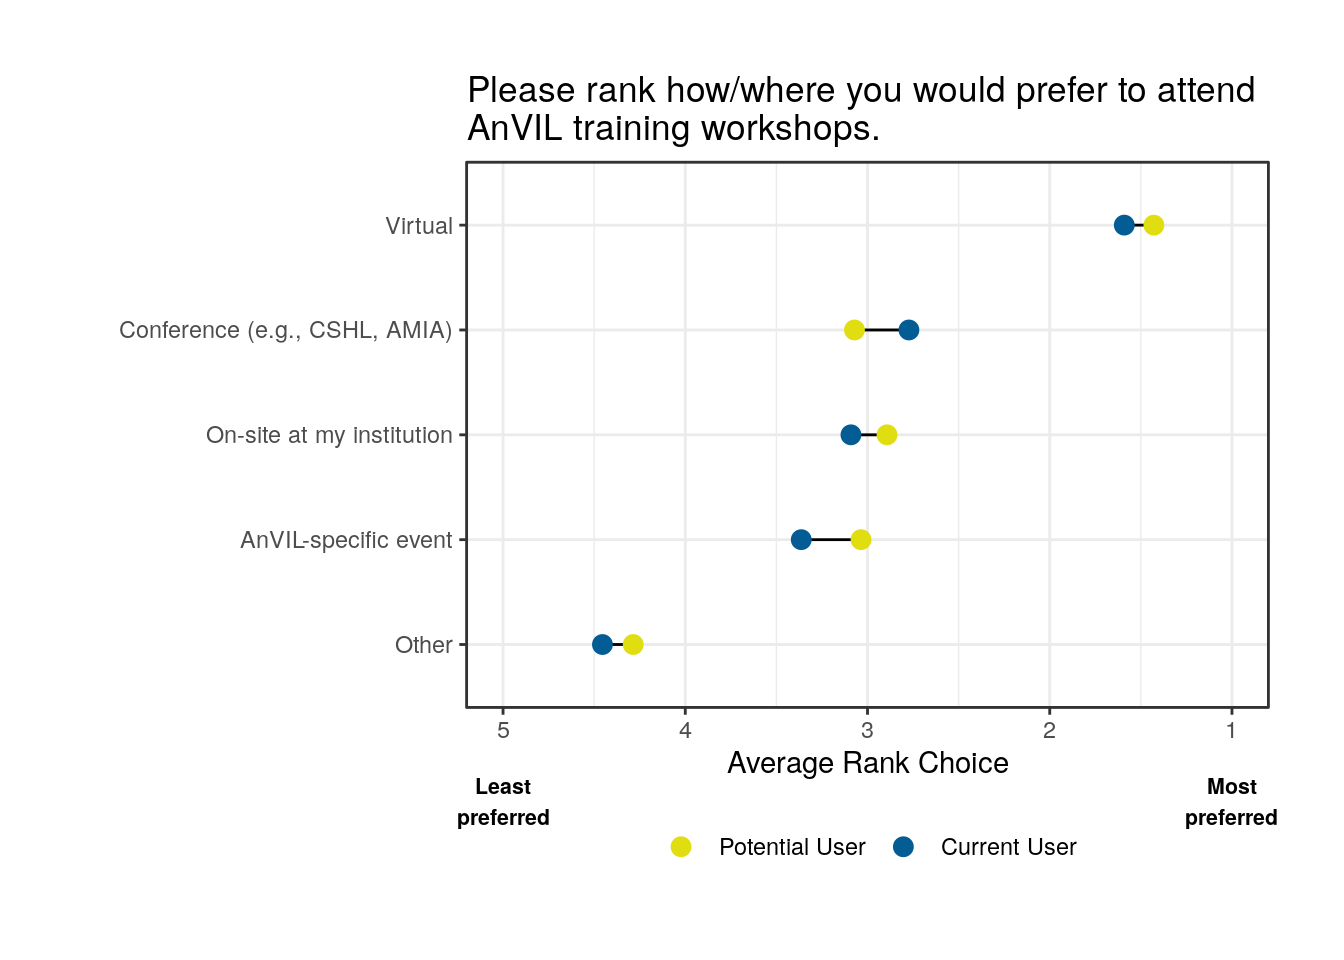 Please rank how/where you would prefer to attend
AnVIL training workshops.
Virtual
Conference (e.g., CSHL, AMIA)
On-site at my institution
AnVIL-specific event
Other
5 4 3 2 1
Average Rank Choice
Least
preferred
Most
preferred
Potential User Current User